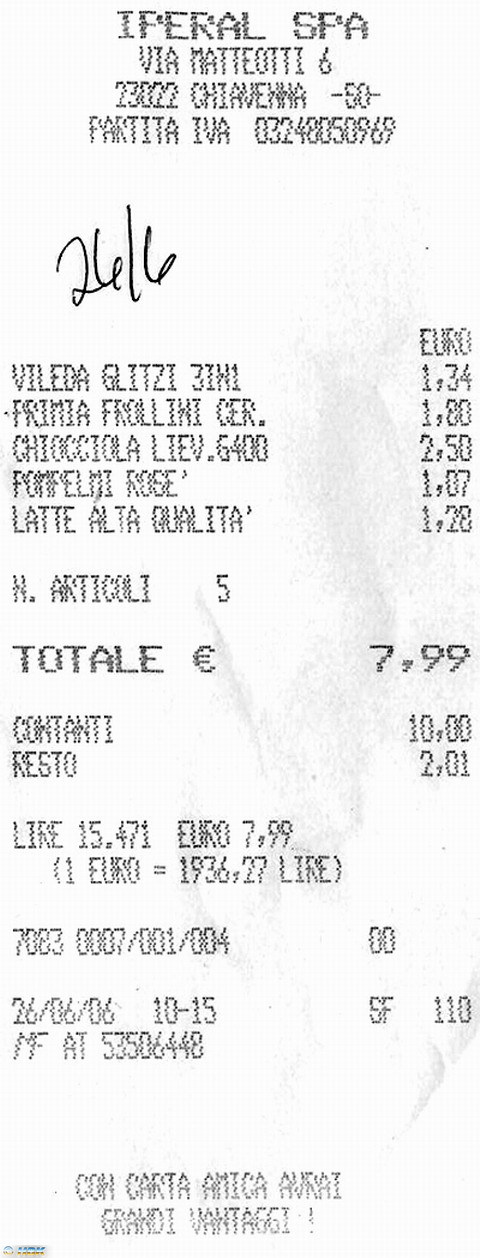 IPERAL SPA
VIA MATTEOTTI 6
23022 CHIAVENNA -SO-
PARTITA IVA 03248050969
26/6
EURO
VILEDA GLITZI 3IN1 1,34
PRIMIA FROLLINI CER. 1,80
CHIOCCIOLA LIEV.G400 2,50
POMPELMI ROSE' 1,07
LATTE ALTA QUALITA' 1,28
N. ARTICOLI 5
TOTALE € 7,99
CONTANTI 10,00
RESTO 2,01
LIRE 15.471 EURO 7,99
(1 EURO = 1936,27 LIRE)
7083 0007/001/004 00
26/06/06 10-15 SF 110
MF AT 53506448
CON CARTA AMICA AVRAI
GRANDI VANTAGGI !